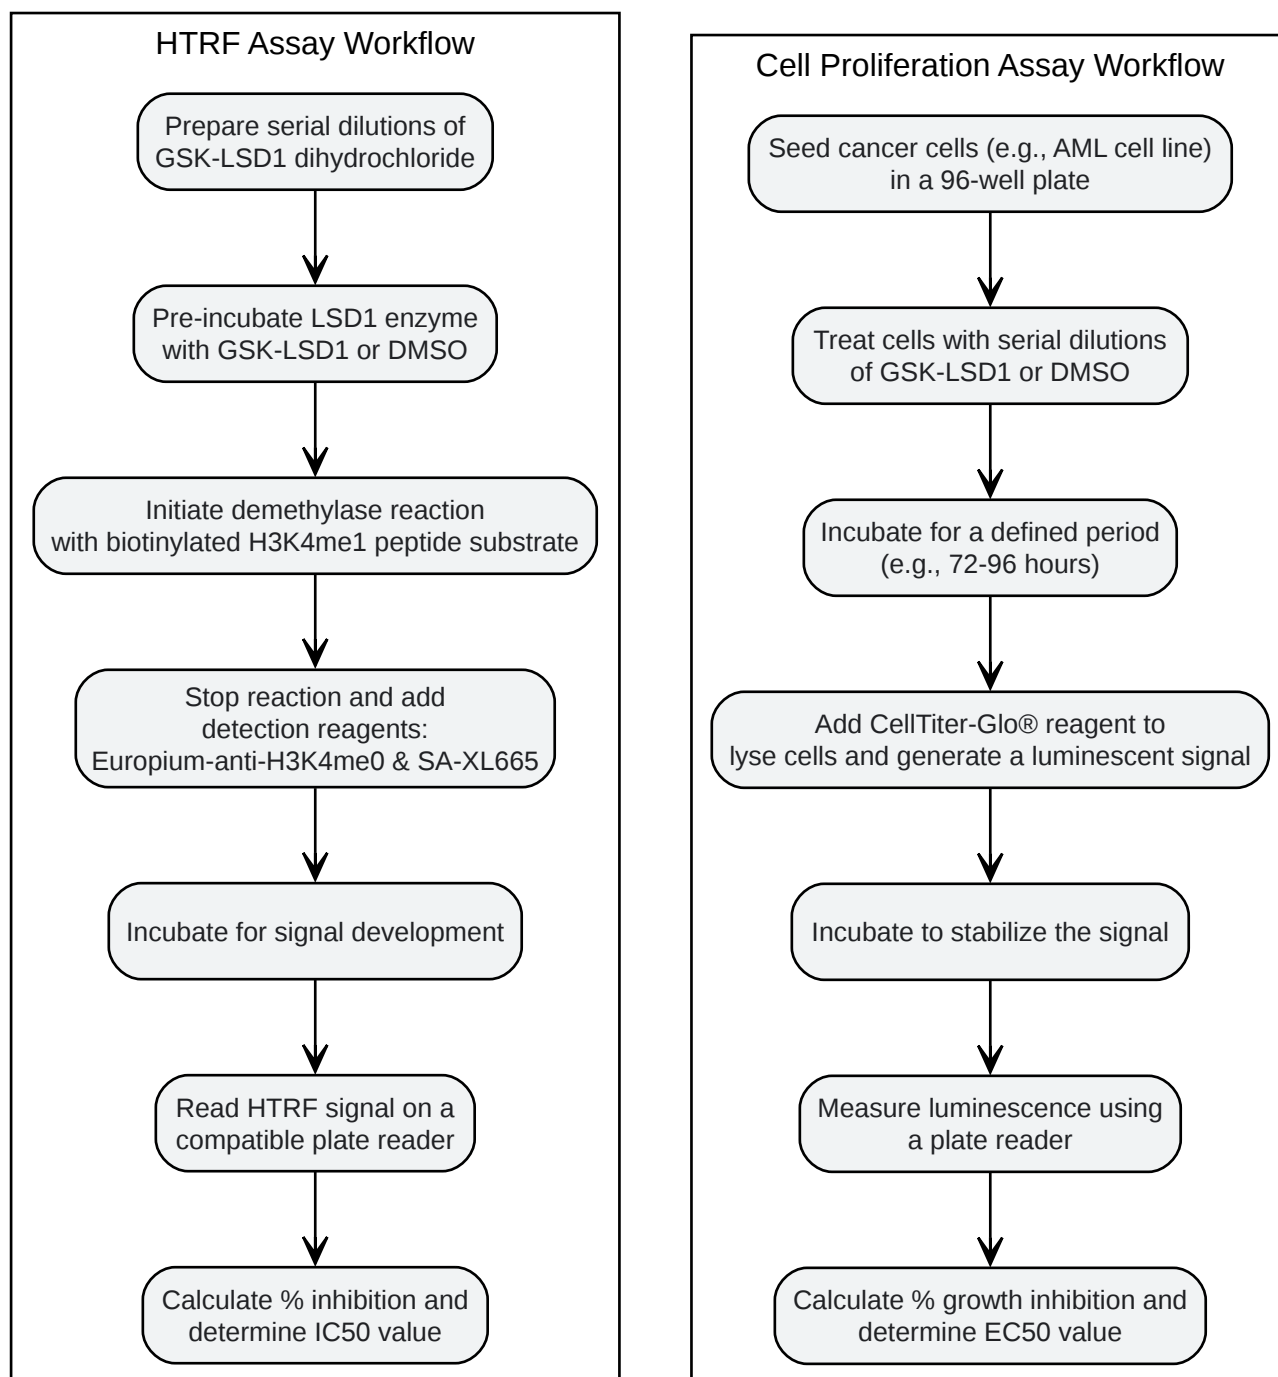 HTRF Assay Workflow
Prepare serial dilutions of
GSK-LSD1 dihydrochloride
Pre-incubate LSD1 enzyme
with GSK-LSD1 or DMSO
Initiate demethylase reaction
with biotinylated H3K4me1 peptide substrate
Stop reaction and add
detection reagents:
Europium-anti-H3K4me0 & SA-XL665
Incubate for signal development
Read HTRF signal on a
compatible plate reader
Calculate % inhibition and
determine IC50 value
Cell Proliferation Assay Workflow
Seed cancer cells (e.g., AML cell line)
in a 96-well plate
Treat cells with serial dilutions
of GSK-LSD1 or DMSO
Incubate for a defined period
(e.g., 72-96 hours)
Add CellTiter-Glo® reagent to
lyse cells and generate a luminescent signal
Incubate to stabilize the signal
Measure luminescence using
a plate reader
Calculate % growth inhibition and
determine EC50 value